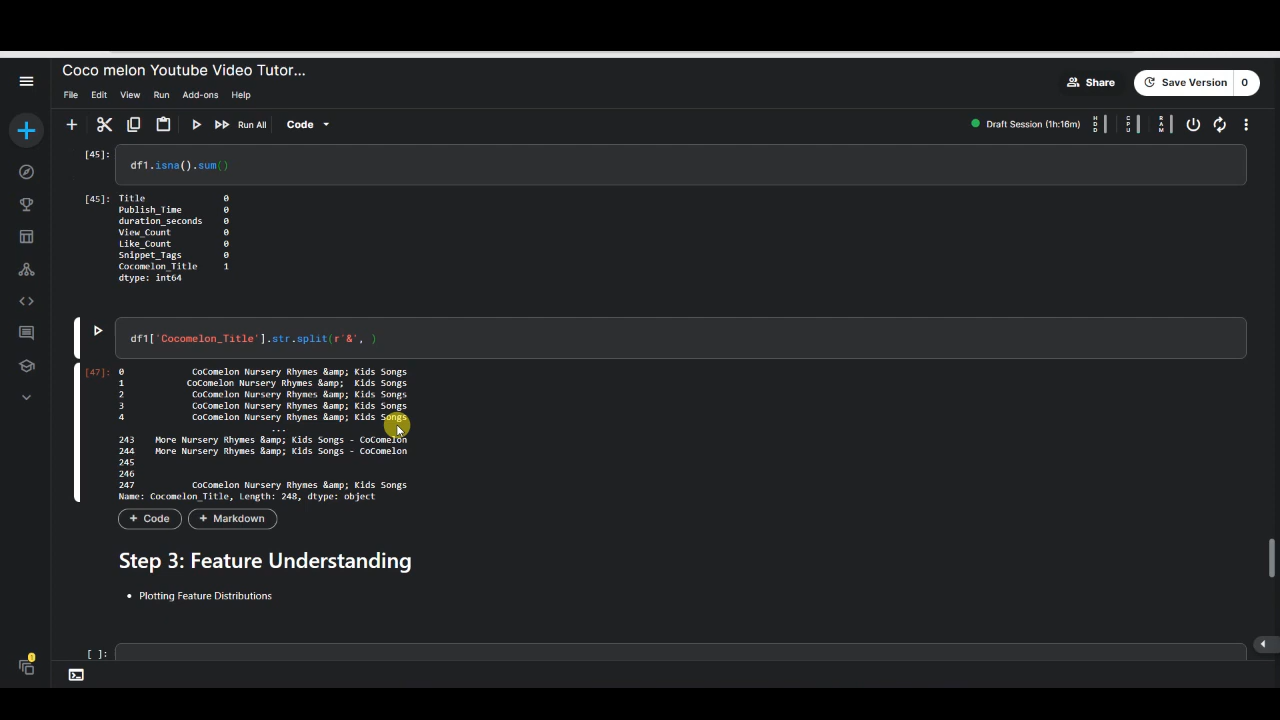 Coco melon Youtube Video Tutor...
File Edit View Run Add-ons Help
Share
Save Version 0
Run All Code
Draft Session (1h:16m) HDD CPU RAM
[45]: df1.isna().sum()
[45]: Title 0
Publish_Time 0
duration_seconds 0
View_Count 0
Like_Count 0
Snippet_Tags 0
Cocomelon_Title 1
dtype: int64
df1['Cocomelon_Title'].str.split(r'&', )
[47]: 0 CoComelon Nursery Rhymes &amp; Kids Songs
1 CoComelon Nursery Rhymes &amp; Kids Songs
2 CoComelon Nursery Rhymes &amp; Kids Songs
3 CoComelon Nursery Rhymes &amp; Kids Songs
4 CoComelon Nursery Rhymes &amp; Kids Songs
...
243 More Nursery Rhymes &amp; Kids Songs - CoComelon
244 More Nursery Rhymes &amp; Kids Songs - CoComelon
245
246
247 CoComelon Nursery Rhymes &amp; Kids Songs
Name: Cocomelon_Title, Length: 248, dtype: object
+ Code + Markdown
Step 3: Feature Understanding
• Plotting Feature Distributions
[ ]:
1